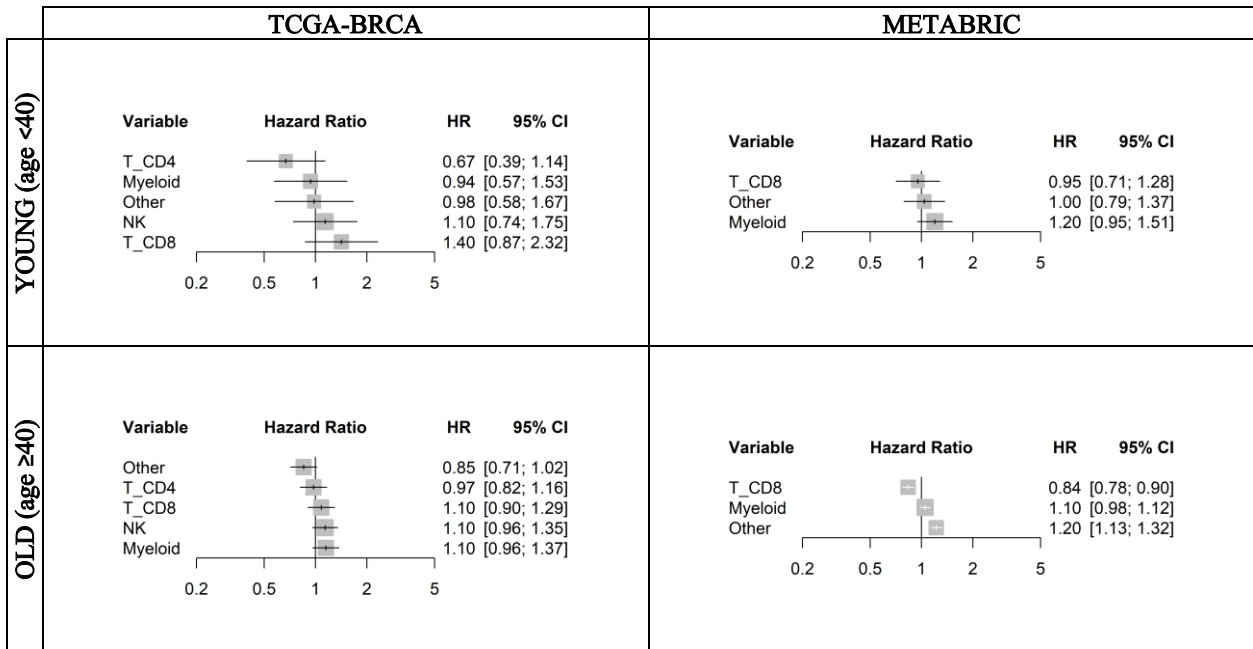 TCGA-BRCA METABRIC
YOUNG (age <40)
Variable Hazard Ratio HR 95% CI
T_CD4 0.67 [0.39; 1.14]
Myeloid 0.94 [0.57; 1.53]
Other 0.98 [0.58; 1.67]
NK 1.10 [0.74; 1.75]
T_CD8 1.40 [0.87; 2.32]
0.2 0.5 1 2 5
Variable Hazard Ratio HR 95% CI
T_CD8 0.95 [0.71; 1.28]
Other 1.00 [0.79; 1.37]
Myeloid 1.20 [0.95; 1.51]
0.2 0.5 1 2 5
OLD (age ≥40)
Variable Hazard Ratio HR 95% CI
Other 0.85 [0.71; 1.02]
T_CD4 0.97 [0.82; 1.16]
T_CD8 1.10 [0.90; 1.29]
NK 1.10 [0.96; 1.35]
Myeloid 1.10 [0.96; 1.37]
0.2 0.5 1 2 5
Variable Hazard Ratio HR 95% CI
T_CD8 0.84 [0.78; 0.90]
Myeloid 1.10 [0.98; 1.12]
Other 1.20 [1.13; 1.32]
0.2 0.5 1 2 5